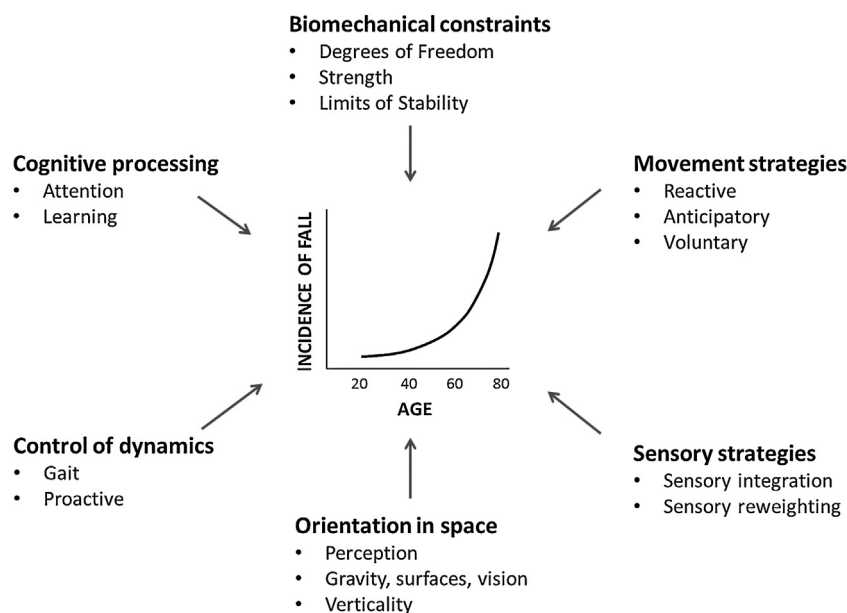 Biomechanical constraints
• Degrees of Freedom
• Strength
• Limits of Stability
Cognitive processing
• Attention
• Learning
Movement strategies
• Reactive
• Anticipatory
• Voluntary
INCIDENCE OF FALL
20 40 60 80
AGE
Control of dynamics
• Gait
• Proactive
Sensory strategies
• Sensory integration
• Sensory reweighting
Orientation in space
• Perception
• Gravity, surfaces, vision
• Verticality